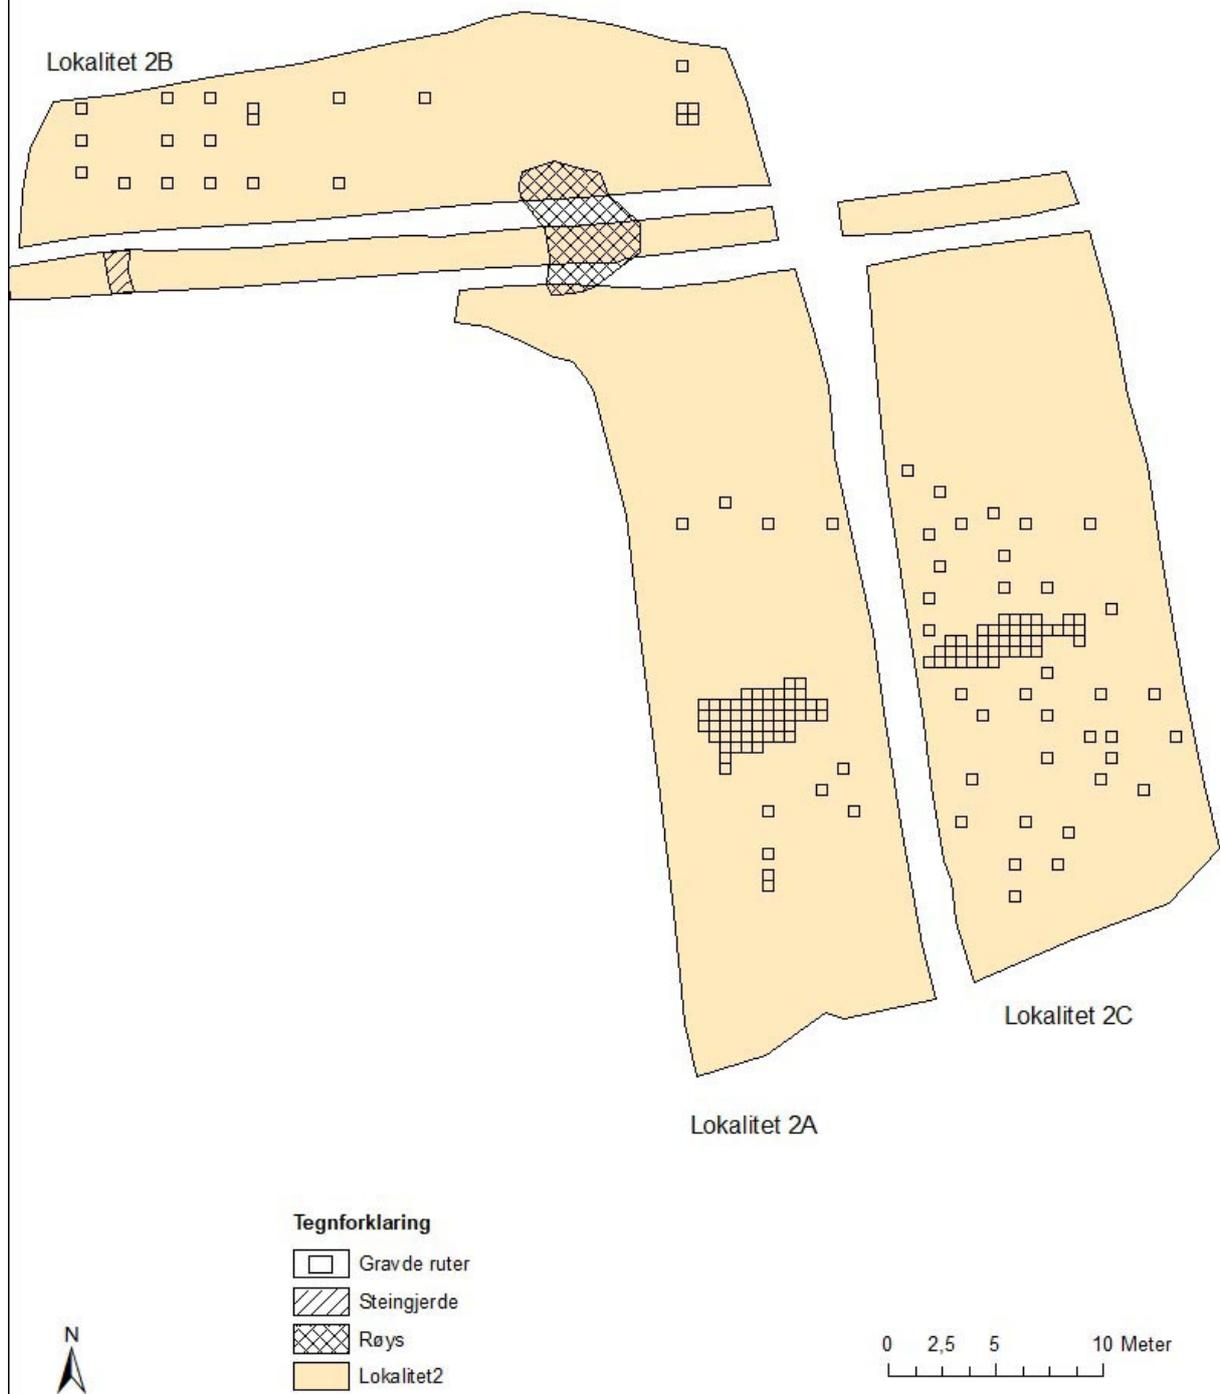 Lokalitet 2B
Lokalitet 2C
Lokalitet 2A
Tegnforklaring
Gravde ruter
Steingjerde
Røys
Lokalitet2
N
0 2,5 5 10 Meter